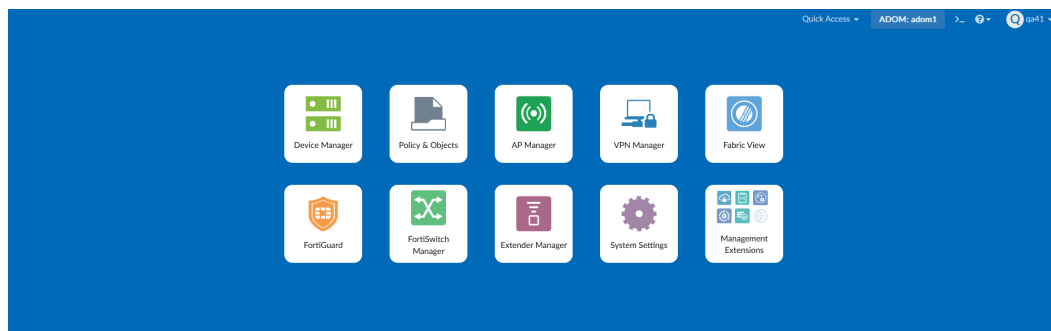 Quick Access
ADOM: adom1
>_
?
Q qa41
Device Manager
Policy & Objects
AP Manager
VPN Manager
Fabric View
FortiGuard
FortiSwitch
Manager
Extender Manager
System Settings
Management
Extensions